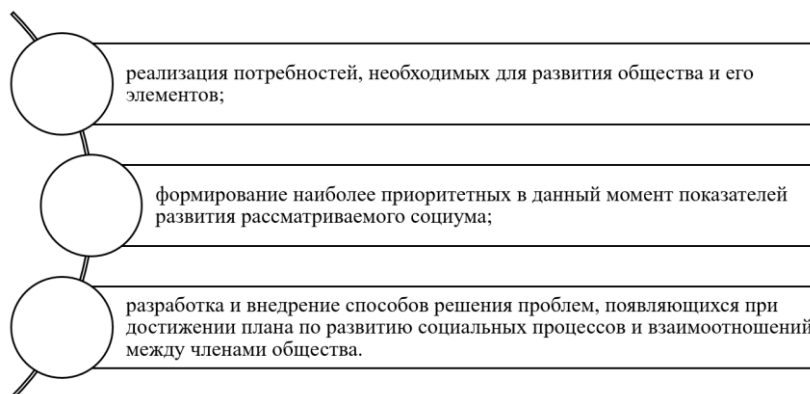 реализация потребностей, необходимых для развития общества и его
элементов;
формирование наиболее приоритетных в данный момент показателей
развития рассматриваемого социума;
разработка и внедрение способов решения проблем, появляющихся при
достижении плана по развитию социальных процессов и взаимоотношений
между членами общества.